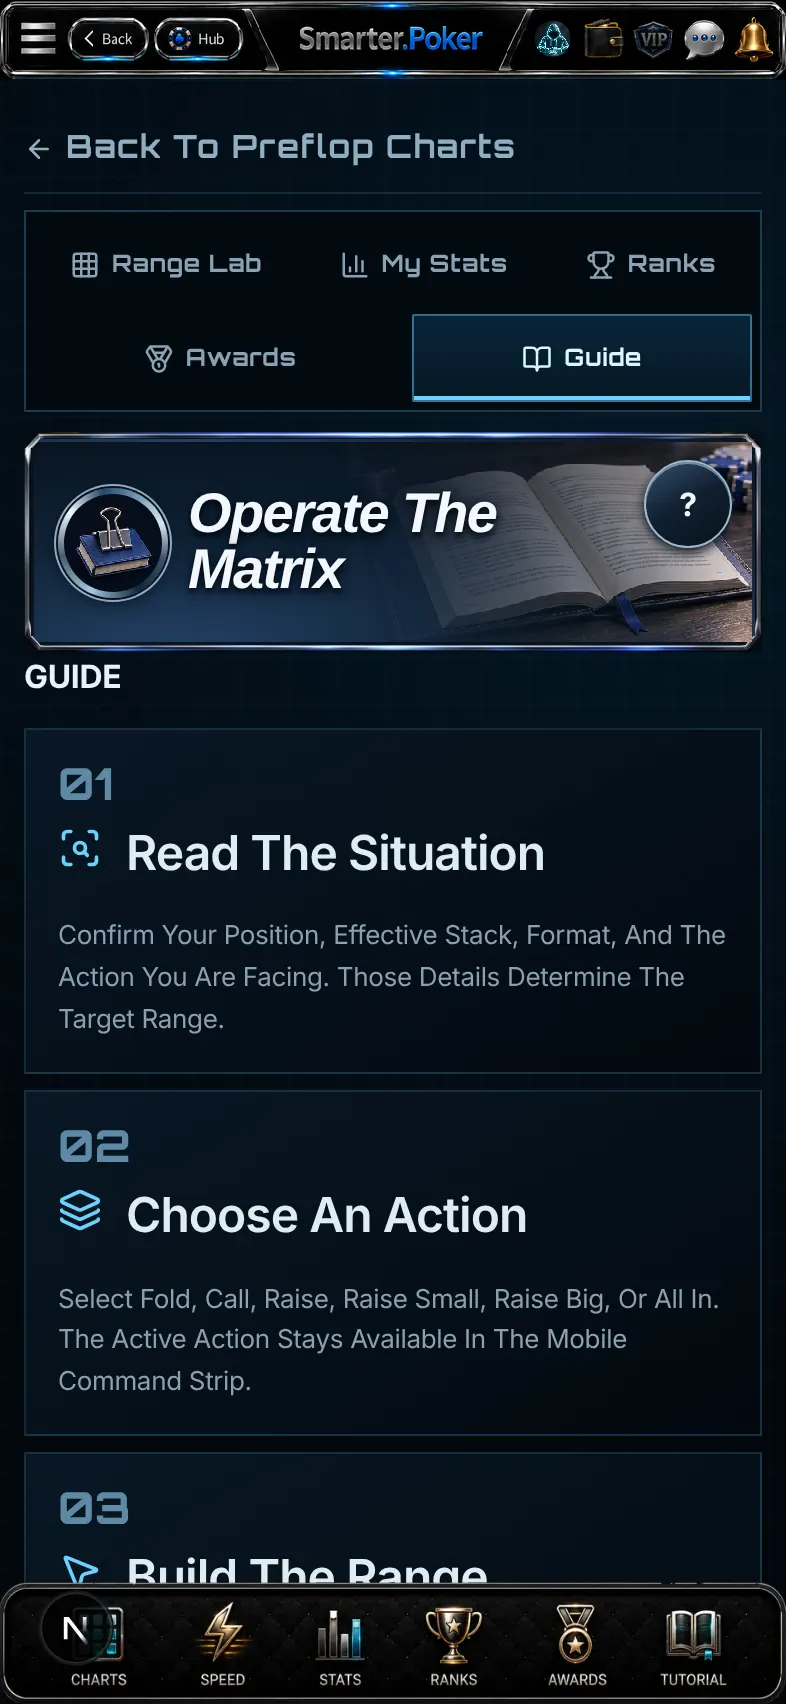 Back
Hub
Smarter.Poker
VIP
Back To Preflop Charts
Range Lab
My Stats
Ranks
Awards
Guide
Operate The
Matrix
?
GUIDE
01
Read The Situation
Confirm Your Position, Effective Stack, Format, And The
Action You Are Facing. Those Details Determine The
Target Range.
02
Choose An Action
Select Fold, Call, Raise, Raise Small, Raise Big, Or All In.
The Active Action Stays Available In The Mobile
Command Strip.
03
Build The Range
N
CHARTS
SPEED
STATS
RANKS
AWARDS
TUTORIAL